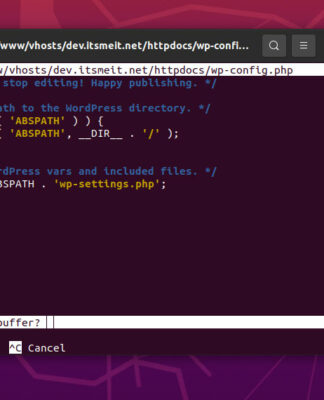 /www/vhosts/dev.itsmeit.net/httpdocs/wp-confi...
w/vhosts/dev.itsmeit.net/httpdocs/wp-config.php
stop editing! Happy publishing. */
ath to the WordPress directory. */
( 'ABSPATH' ) ) {
( 'ABSPATH', __DIR__ . '/' );
rdPress vars and included files. */
BSPATH . 'wp-settings.php';
buffer?
^C Cancel